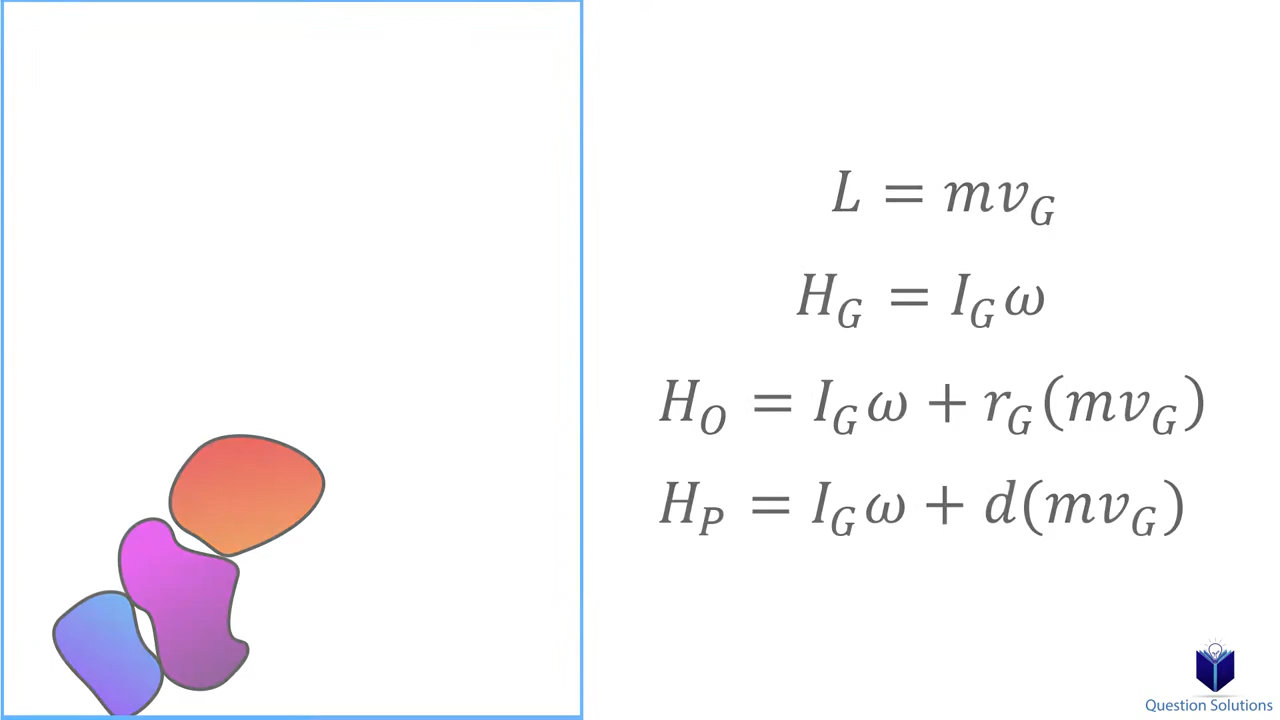 L = mv_G
H_G = I_G ω
H_O = I_G ω + r_G(mv_G)
H_P = I_G ω + d(mv_G)
Question Solutions